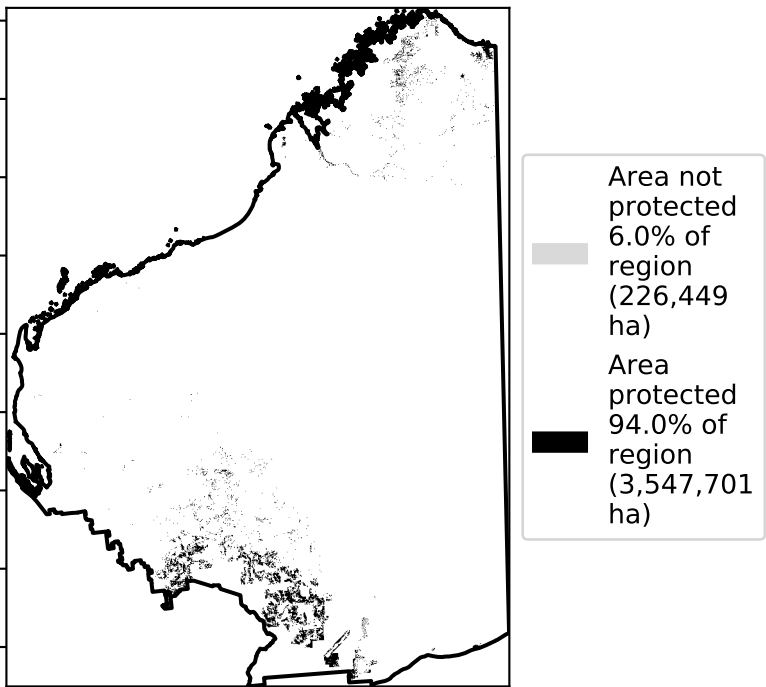 Area not
protected
6.0% of
region
(226,449
ha)
Area
protected
94.0% of
region
(3,547,701
ha)